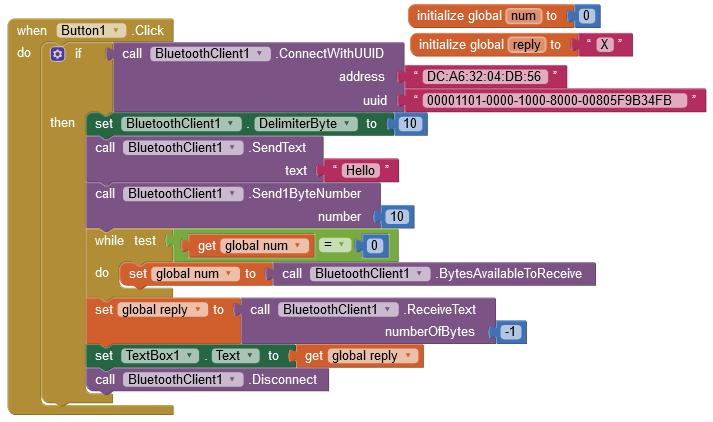 initialize global num to 0
when Button1 .Click
initialize global reply to " X "
do if call BluetoothClient1 .ConnectWithUUID
address " DC:A6:32:04:DB:56 "
uuid " 00001101-0000-1000-8000-00805F9B34FB "
then set BluetoothClient1 . DelimiterByte to 10
call BluetoothClient1 .SendText
text " Hello "
call BluetoothClient1 .Send1ByteNumber
number 10
while test get global num = 0
do set global num to call BluetoothClient1 .BytesAvailableToReceive
set global reply to call BluetoothClient1 .ReceiveText
numberOfBytes -1
set TextBox1 . Text to get global reply
call BluetoothClient1 .Disconnect